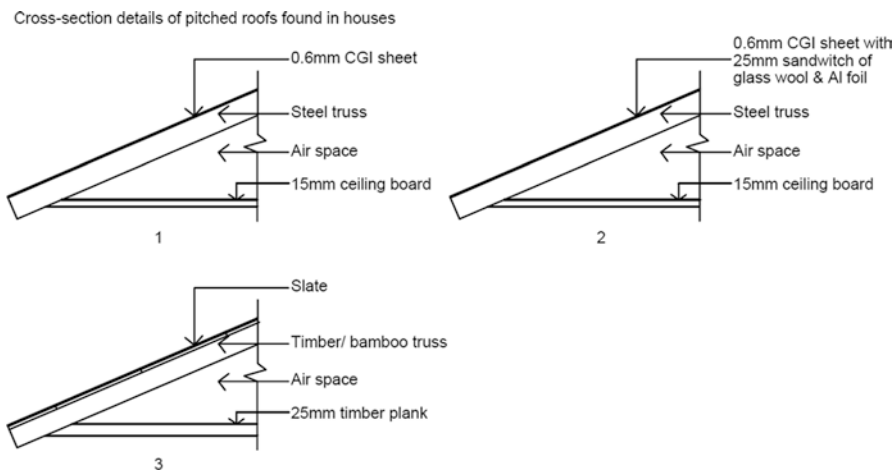 Cross-section details of pitched roofs found in houses
0.6mm CGI sheet
Steel truss
Air space
15mm ceiling board
1
0.6mm CGI sheet with
25mm sandwitch of
glass wool & Al foil
Steel truss
Air space
15mm ceiling board
2
Slate
Timber/ bamboo truss
Air space
25mm timber plank
3